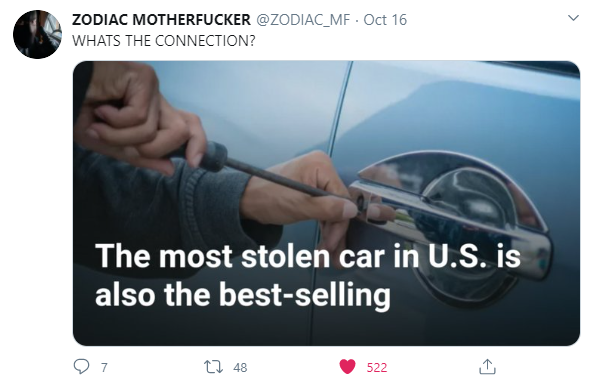 ZODIAC MOTHERFUCKER @ZODIAC_MF · Oct 16
WHATS THE CONNECTION?
The most stolen car in U.S. is
also the best-selling
7 48 522